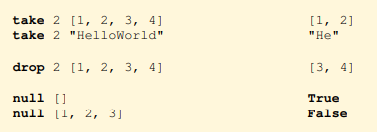 take 2 [1, 2, 3, 4] [1, 2]
take 2 "HelloWorld" "He"
drop 2 [1, 2, 3, 4] [3, 4]
null [] True
null [1, 2, 3] False